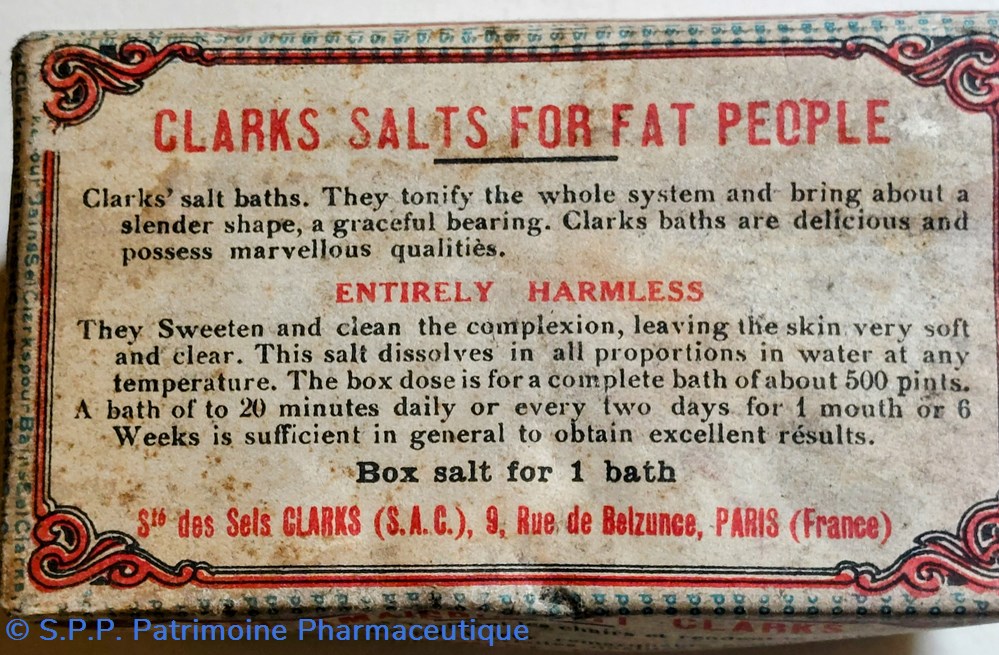 CLARKS SALTS FOR FAT PEOPLE
Clarks' salt baths. They tonify the whole system and bring about a
slender shape, a graceful bearing. Clarks baths are delicious and
possess marvellous qualitiès.
ENTIRELY HARMLESS
They Sweeten and clean the complexion, leaving the skin very soft
and clear. This salt dissolves in all proportions in water at any
temperature. The box dose is for a complete bath of about 500 pints.
A bath of to 20 minutes daily or every two days for 1 mouth or 6
Weeks is sufficient in general to obtain excellent résults.
Box salt for 1 bath
Sté des Sels CLARKS (S.A.C.), 9, Rue de Belzunce, PARIS (France)
CLARKS
© S.P.P. Patrimoine Pharmaceutique